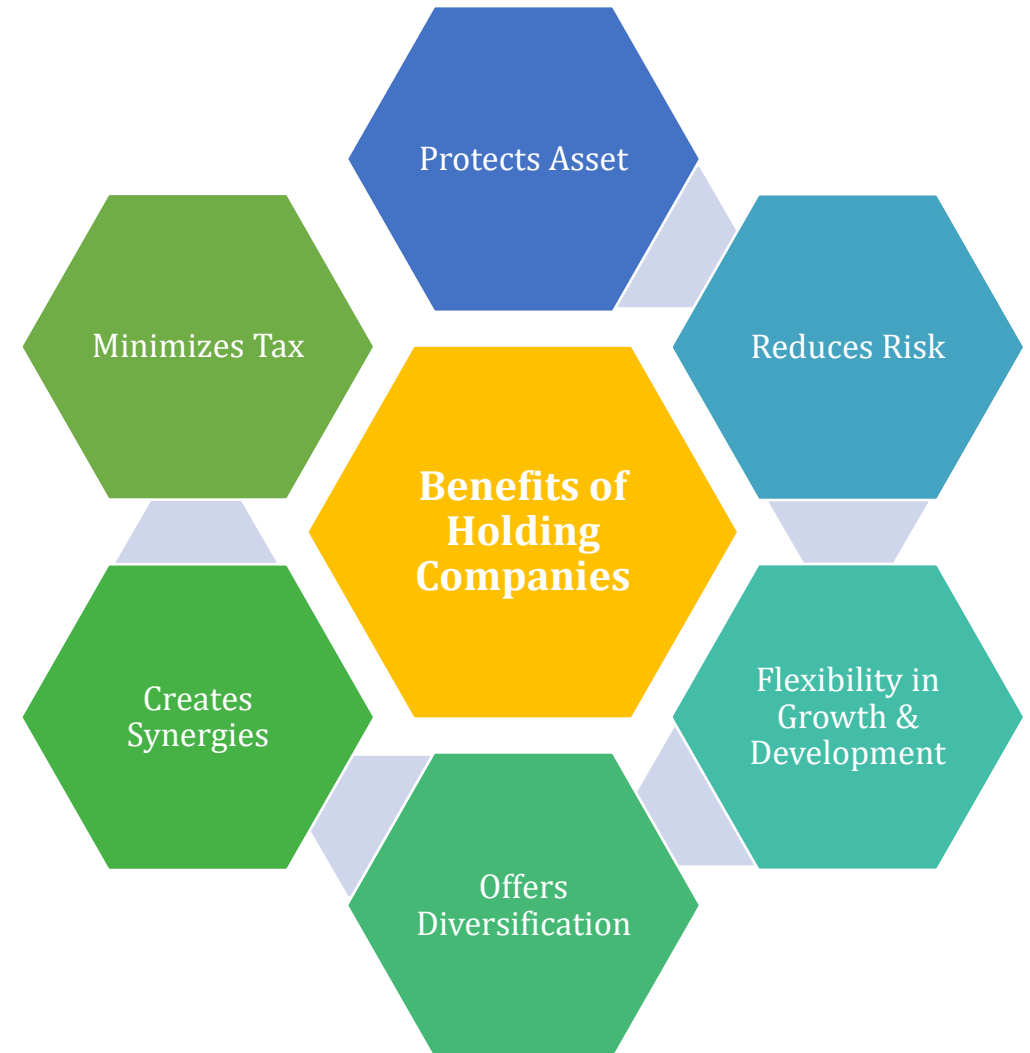 Protects Asset
Reduces Risk
Flexibility in
Growth &
Development
Offers
Diversification
Creates
Synergies
Minimizes Tax
Benefits of
Holding
Companies